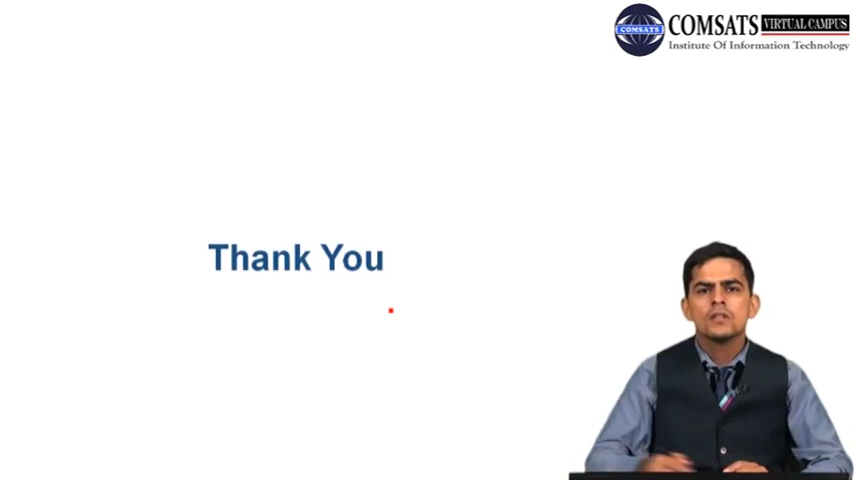 COMSATS
COMSATS VIRTUAL CAMPUS
Institute Of Information Technology
Thank You